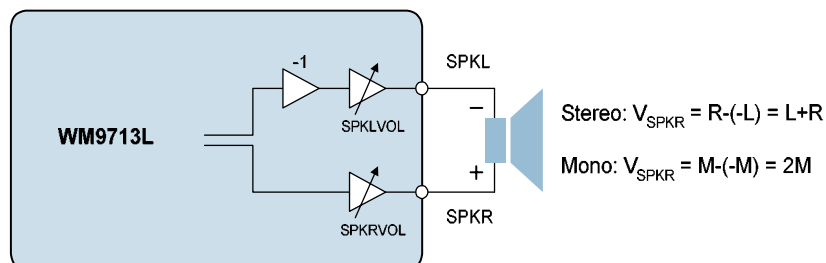 -1
SPKL
WM9713L
SPKLVOL
−
Stereo: V_SPKR = R-(-L) = L+R
+
Mono: V_SPKR = M-(-M) = 2M
SPKRVOL
SPKR